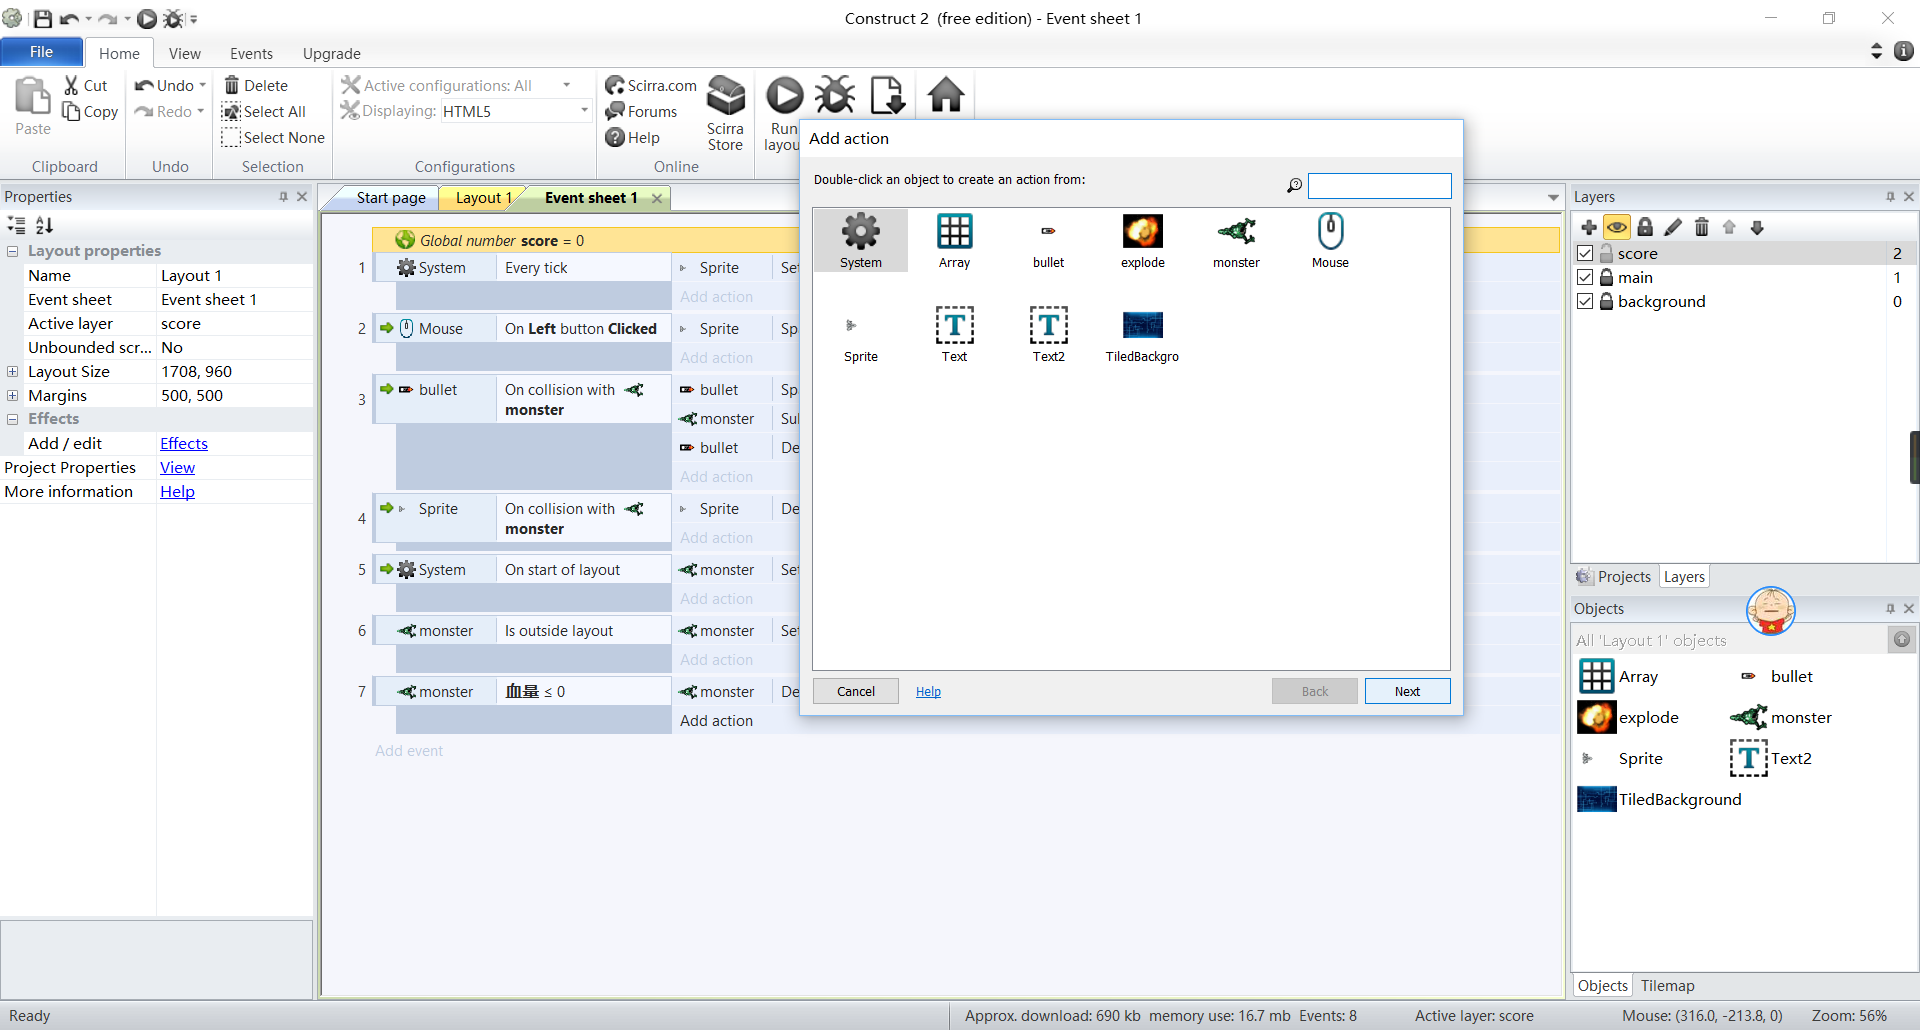 Construct 2  (free edition) - Event sheet 1
File
Home
View
Events
Upgrade
Paste
Cut
Copy
Clipboard
Undo
Redo
Undo
Delete
Select All
Select None
Selection
Active configurations: All
Displaying: HTML5
Configurations
Scirra.com
Forums
Help
Scirra
Store
Online
Run
layou
Properties
Layout properties
Name Layout 1
Event sheet Event sheet 1
Active layer score
Unbounded scr... No
Layout Size 1708, 960
Margins 500, 500
Effects
Add / edit Effects
Project Properties View
More information Help
Start page
Layout 1
Event sheet 1
Global number score = 0
1 System Every tick Sprite Set
Add action
2 Mouse On Left button Clicked Sprite Sp
Add action
3 bullet On collision with
monster
bullet Sp
monster Su
bullet De
Add action
4 Sprite On collision with
monster
Sprite De
Add action
5 System On start of layout monster Set
Add action
6 monster Is outside layout monster Set
Add action
7 monster 血量 ≤ 0 monster De
Add action
Add event
Add action
Double-click an object to create an action from:
System
Array
bullet
explode
monster
Mouse
Sprite
Text
Text2
TiledBackgro
Cancel
Help
Back
Next
Layers
score 2
main 1
background 0
Projects
Layers
Objects
All 'Layout 1' objects
Array
bullet
explode
monster
Sprite
Text2
TiledBackground
Objects
Tilemap
Ready
Approx. download: 690 kb  memory use: 16.7 mb  Events: 8
Active layer: score
Mouse: (316.0, -213.8, 0)
Zoom: 56%